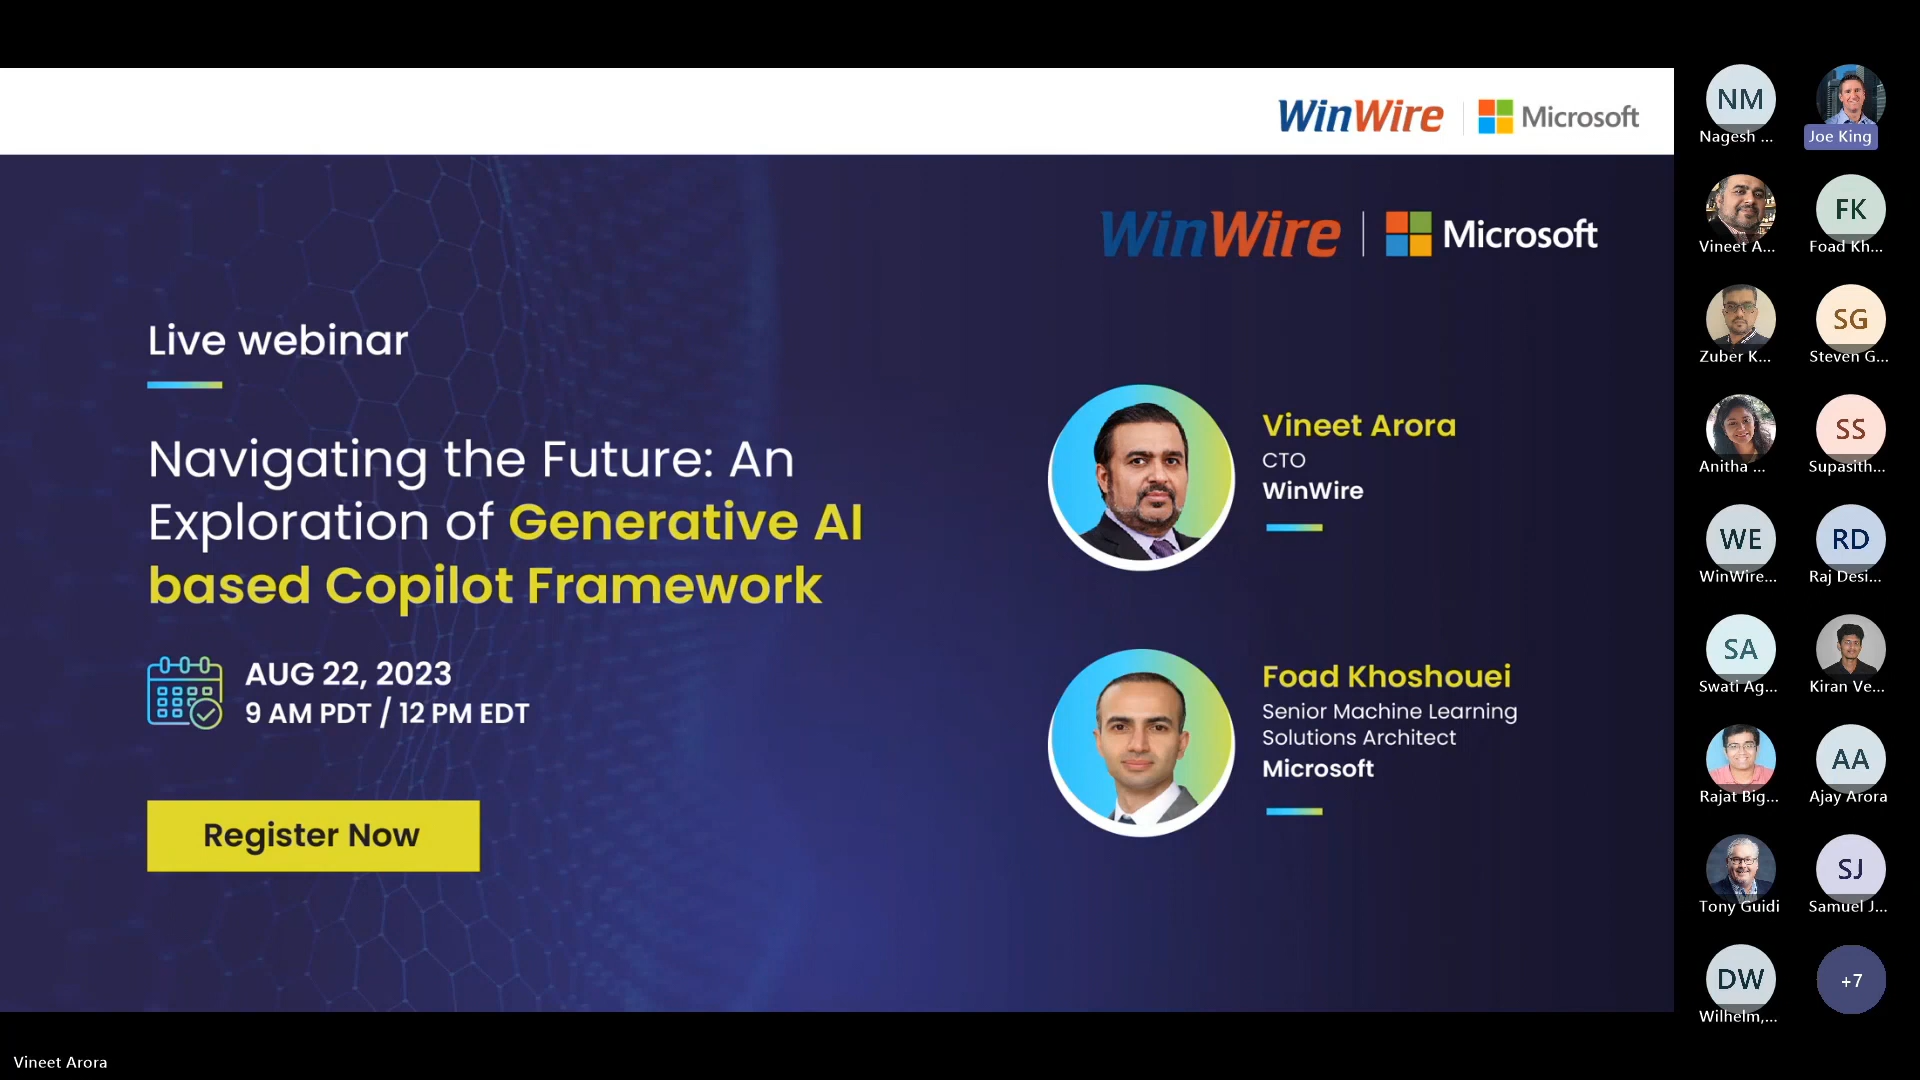 WinWire | Microsoft
WinWire | Microsoft
Live webinar
Navigating the Future: An
Exploration of Generative AI
based Copilot Framework
AUG 22, 2023
9 AM PDT / 12 PM EDT
Register Now
Vineet Arora
CTO
WinWire
Foad Khoshouei
Senior Machine Learning
Solutions Architect
Microsoft
NM
Nagesh ...
Joe King
Vineet A...
FK
Foad Kh...
Zuber K...
SG
Steven G...
Anitha ...
SS
Supasith...
WE
WinWire...
RD
Raj Desi...
SA
Swati Ag...
Kiran Ve...
Rajat Big...
AA
Ajay Arora
Tony Guidi
SJ
Samuel J...
DW
Wilhelm,...
+7
Vineet Arora